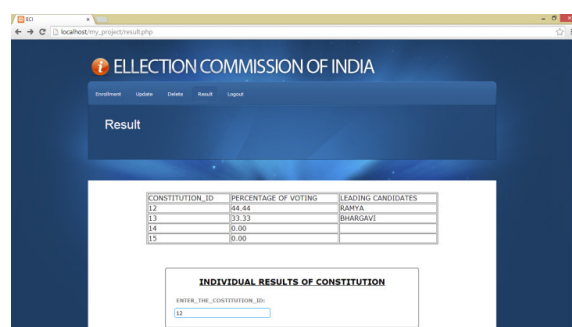 ECI
localhost/my_project/result.php
ELLECTION COMMISSION OF INDIA
Enrollment Update Delete Result Logout
Result
CONSTITUTION_ID PERCENTAGE OF VOTING LEADING CANDIDATES
12 44.44 RAMYA
13 33.33 BHARGAVI
14 0.00
15 0.00
INDIVIDUAL RESULTS OF CONSTITUTION
ENTER_THE_COSTITUTION_ID:
12